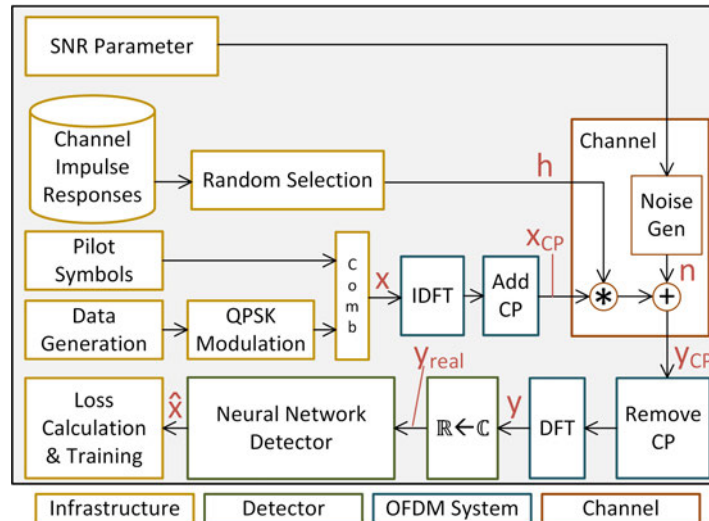 SNR Parameter
Channel
Impulse
Responses
Random Selection
h
Channel
Noise
Gen
n
Pilot
Symbols
Data
Generation
QPSK
Modulation
Comb
x
IDFT
Add
CP
x_CP
*
+
y_CP
Loss
Calculation
& Training
x̂
Neural Network
Detector
y_real
ℝ←ℂ
y
DFT
Remove
CP
Infrastructure
Detector
OFDM System
Channel